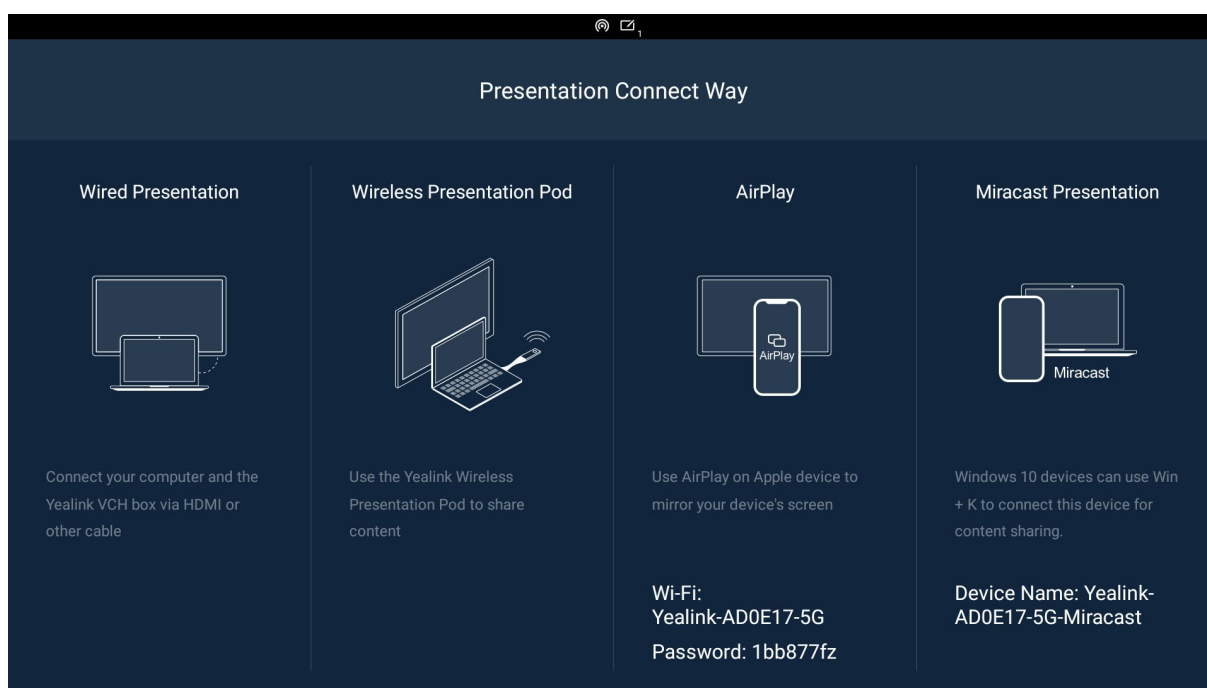 1
Presentation Connect Way
Wired Presentation
Connect your computer and the
Yealink VCH box via HDMI or
other cable
Wireless Presentation Pod
Use the Yealink Wireless
Presentation Pod to share
content
AirPlay
AirPlay
Use AirPlay on Apple device to
mirror your device's screen
Wi-Fi:
Yealink-AD0E17-5G
Password: 1bb877fz
Miracast Presentation
Miracast
Windows 10 devices can use Win
+ K to connect this device for
content sharing.
Device Name: Yealink-
AD0E17-5G-Miracast